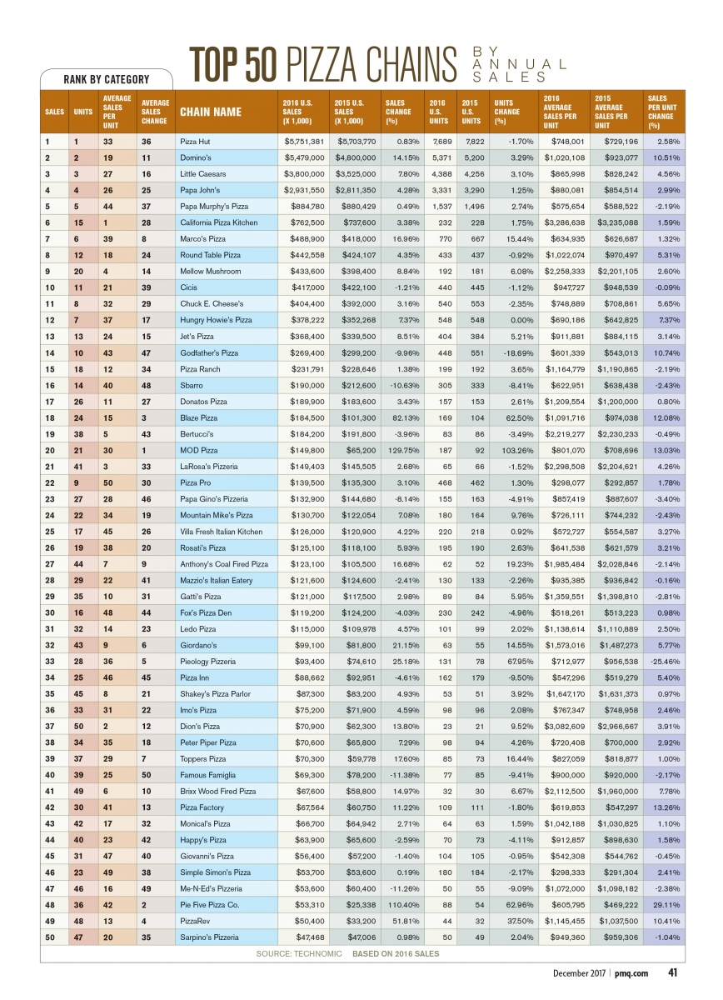 TOP 50 PIZZA CHAINS BY ANNUAL SALES
RANK BY CATEGORY
SALES UNITS AVERAGE SALES PER UNIT AVERAGE SALES CHANGE CHAIN NAME 2016 U.S. SALES (X 1,000) 2015 U.S. SALES (X 1,000) SALES CHANGE (%) 2016 U.S. UNITS 2015 U.S. UNITS UNITS CHANGE (%) 2016 AVERAGE SALES PER UNIT 2015 AVERAGE SALES PER UNIT SALES PER UNIT CHANGE (%)
1 1 33 36 Pizza Hut $5,751,381 $5,703,770 0.83% 7,689 7,822 -1.70% $748,001 $729,196 2.58%
2 2 19 11 Domino's $5,479,000 $4,800,000 14.15% 5,371 5,200 3.29% $1,020,108 $923,077 10.51%
3 3 27 16 Little Caesars $3,800,000 $3,525,000 7.80% 4,388 4,256 3.10% $865,998 $828,242 4.56%
4 4 26 25 Papa John's $2,931,550 $2,811,350 4.28% 3,331 3,290 1.25% $880,081 $854,514 2.99%
5 5 44 37 Papa Murphy's Pizza $884,780 $880,429 0.49% 1,537 1,496 2.74% $575,654 $588,522 -2.19%
6 15 1 28 California Pizza Kitchen $762,500 $737,600 3.38% 232 228 1.75% $3,286,638 $3,235,088 1.59%
7 6 39 8 Marco's Pizza $488,900 $418,000 16.96% 770 667 15.44% $634,935 $626,687 1.32%
8 12 18 24 Round Table Pizza $442,558 $424,107 4.35% 433 437 -0.92% $1,022,074 $970,497 5.31%
9 20 4 14 Mellow Mushroom $433,600 $398,400 8.84% 192 181 6.08% $2,258,333 $2,201,105 2.60%
10 11 21 39 Cicis $417,000 $422,100 -1.21% 440 445 -1.12% $947,727 $948,539 -0.09%
11 8 32 29 Chuck E. Cheese's $404,400 $392,000 3.16% 540 553 -2.35% $748,889 $708,861 5.65%
12 7 37 17 Hungry Howie's Pizza $378,222 $352,268 7.37% 548 548 0.00% $690,186 $642,825 7.37%
13 13 24 15 Jet's Pizza $368,400 $339,500 8.51% 404 384 5.21% $911,881 $884,115 3.14%
14 10 43 47 Godfather's Pizza $269,400 $299,200 -9.96% 448 551 -18.69% $601,339 $543,013 10.74%
15 18 12 34 Pizza Ranch $231,791 $228,646 1.38% 199 192 3.65% $1,164,779 $1,190,865 -2.19%
16 14 40 48 Sbarro $190,000 $212,600 -10.63% 305 333 -8.41% $622,951 $638,438 -2.43%
17 26 11 27 Donatos Pizza $189,900 $183,600 3.43% 157 153 2.61% $1,209,554 $1,200,000 0.80%
18 24 15 3 Blaze Pizza $184,500 $101,300 82.13% 169 104 62.50% $1,091,716 $974,038 12.08%
19 38 5 43 Bertucci's $184,200 $191,800 -3.96% 83 86 -3.49% $2,219,277 $2,230,233 -0.49%
20 21 30 1 MOD Pizza $149,800 $65,200 129.75% 187 92 103.26% $801,070 $708,696 13.03%
21 41 3 33 LaRosa's Pizzeria $149,403 $145,505 2.68% 65 66 -1.52% $2,298,508 $2,204,621 4.26%
22 9 50 30 Pizza Pro $139,500 $135,300 3.10% 468 462 1.30% $298,077 $292,857 1.78%
23 27 28 46 Papa Gino's Pizzeria $132,900 $144,680 -8.14% 155 163 -4.91% $857,419 $887,607 -3.40%
24 22 34 19 Mountain Mike's Pizza $130,700 $122,054 7.08% 180 164 9.76% $726,111 $744,232 -2.43%
25 17 45 26 Villa Fresh Italian Kitchen $126,000 $120,900 4.22% 220 218 0.92% $572,727 $554,587 3.27%
26 19 38 20 Rosati's Pizza $125,100 $118,100 5.93% 195 190 2.63% $641,538 $621,579 3.21%
27 44 7 9 Anthony's Coal Fired Pizza $123,100 $105,500 16.68% 62 52 19.23% $1,985,484 $2,028,846 -2.14%
28 29 22 41 Mazzio's Italian Eatery $121,600 $124,600 -2.41% 130 133 -2.26% $935,385 $936,842 -0.16%
29 35 10 31 Gatti's Pizza $121,000 $117,500 2.98% 89 84 5.95% $1,359,551 $1,398,810 -2.81%
30 16 48 44 Fox's Pizza Den $119,200 $124,200 -4.03% 230 242 -4.96% $518,261 $513,223 0.98%
31 32 14 23 Ledo Pizza $115,000 $109,978 4.57% 101 99 2.02% $1,138,614 $1,110,889 2.50%
32 43 9 6 Giordano's $99,100 $81,800 21.15% 63 55 14.55% $1,573,016 $1,487,273 5.77%
33 28 36 5 Pieology Pizzeria $93,400 $74,610 25.18% 131 78 67.95% $712,977 $956,538 -25.46%
34 25 46 45 Pizza Inn $88,662 $92,951 -4.61% 162 179 -9.50% $547,296 $519,279 5.40%
35 45 8 21 Shakey's Pizza Parlor $87,300 $83,200 4.93% 53 51 3.92% $1,647,170 $1,631,373 0.97%
36 33 31 22 Imo's Pizza $75,200 $71,900 4.59% 98 96 2.08% $767,347 $748,958 2.46%
37 50 2 12 Dion's Pizza $70,900 $62,300 13.80% 23 21 9.52% $3,082,609 $2,966,667 3.91%
38 34 35 18 Peter Piper Pizza $70,600 $65,800 7.29% 98 94 4.26% $720,408 $700,000 2.92%
39 37 29 7 Toppers Pizza $70,300 $59,778 17.60% 85 73 16.44% $827,059 $818,877 1.00%
40 39 25 50 Famous Famiglia $69,300 $78,200 -11.38% 77 85 -9.41% $900,000 $920,000 -2.17%
41 49 6 10 Brixx Wood Fired Pizza $67,600 $58,800 14.97% 32 30 6.67% $2,112,500 $1,960,000 7.78%
42 30 41 13 Pizza Factory $67,564 $60,750 11.22% 109 111 -1.80% $619,853 $547,297 13.26%
43 42 17 32 Monical's Pizza $66,700 $64,942 2.71% 64 63 1.59% $1,042,188 $1,030,825 1.10%
44 40 23 42 Happy's Pizza $63,900 $65,600 -2.59% 70 73 -4.11% $912,857 $898,630 1.58%
45 31 47 40 Giovanni's Pizza $56,400 $57,200 -1.40% 104 105 -0.95% $542,308 $544,762 -0.45%
46 23 49 38 Simple Simon's Pizza $53,700 $53,600 0.19% 180 184 -2.17% $298,333 $291,304 2.41%
47 46 16 49 Me-N-Ed's Pizzeria $53,600 $60,400 -11.26% 50 55 -9.09% $1,072,000 $1,098,182 -2.38%
48 36 42 2 Pie Five Pizza Co. $53,310 $25,338 110.40% 88 54 62.96% $605,795 $469,222 29.11%
49 48 13 4 PizzaRev $50,400 $33,200 51.81% 44 32 37.50% $1,145,455 $1,037,500 10.41%
50 47 20 35 Sarpino's Pizzeria $47,468 $47,006 0.98% 50 49 2.04% $949,360 $959,306 -1.04%
SOURCE: TECHNOMIC BASED ON 2016 SALES
December 2017 | pmq.com 41